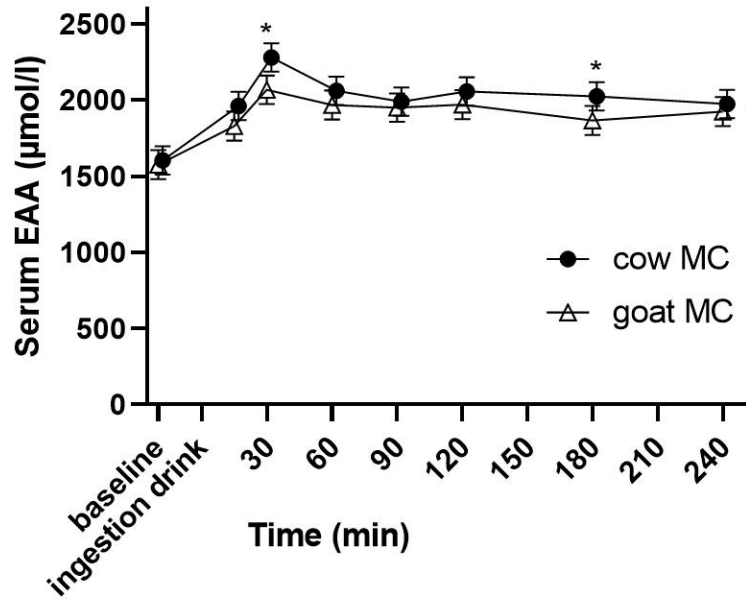 Serum EAA (µmol/l)
2500
2000
1500
1000
500
0
*
*
cow MC
goat MC
baseline
ingestion drink
30
60
90
120
150
180
210
240
Time (min)